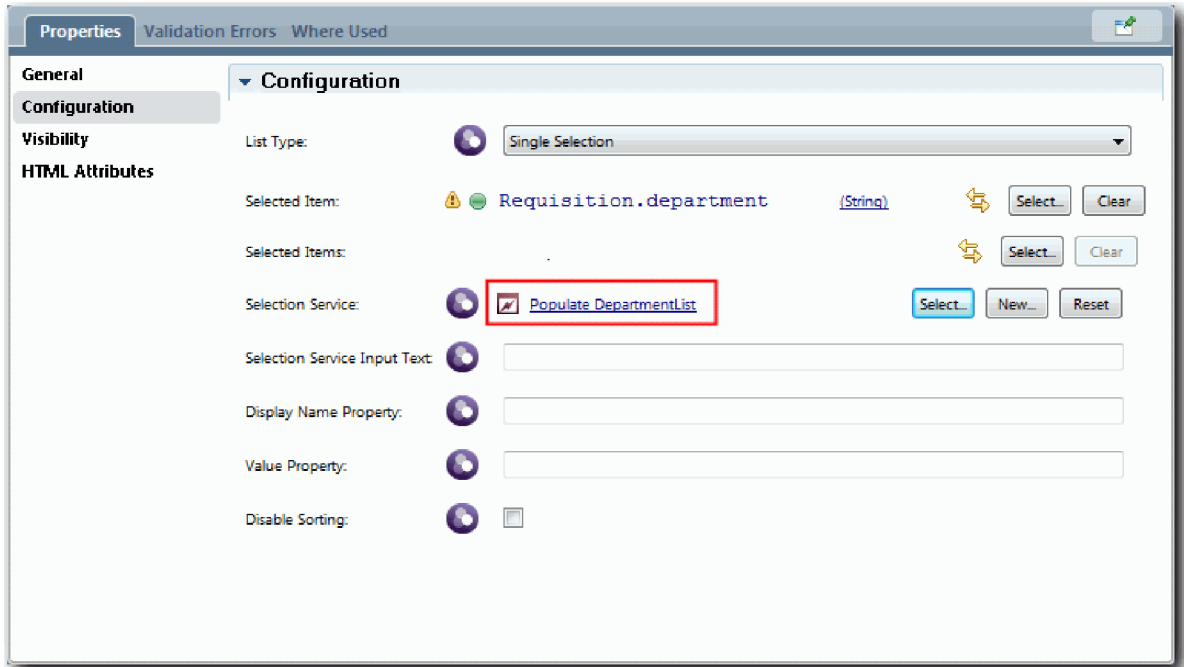 Properties Validation Errors Where Used
General
Configuration
Visibility
HTML Attributes
Configuration
List Type: Single Selection
Selected Item: Requisition.department (String) Select... Clear
Selected Items: Select... Clear
Selection Service: Populate DepartmentList Select... New... Reset
Selection Service Input Text:
Display Name Property:
Value Property:
Disable Sorting: